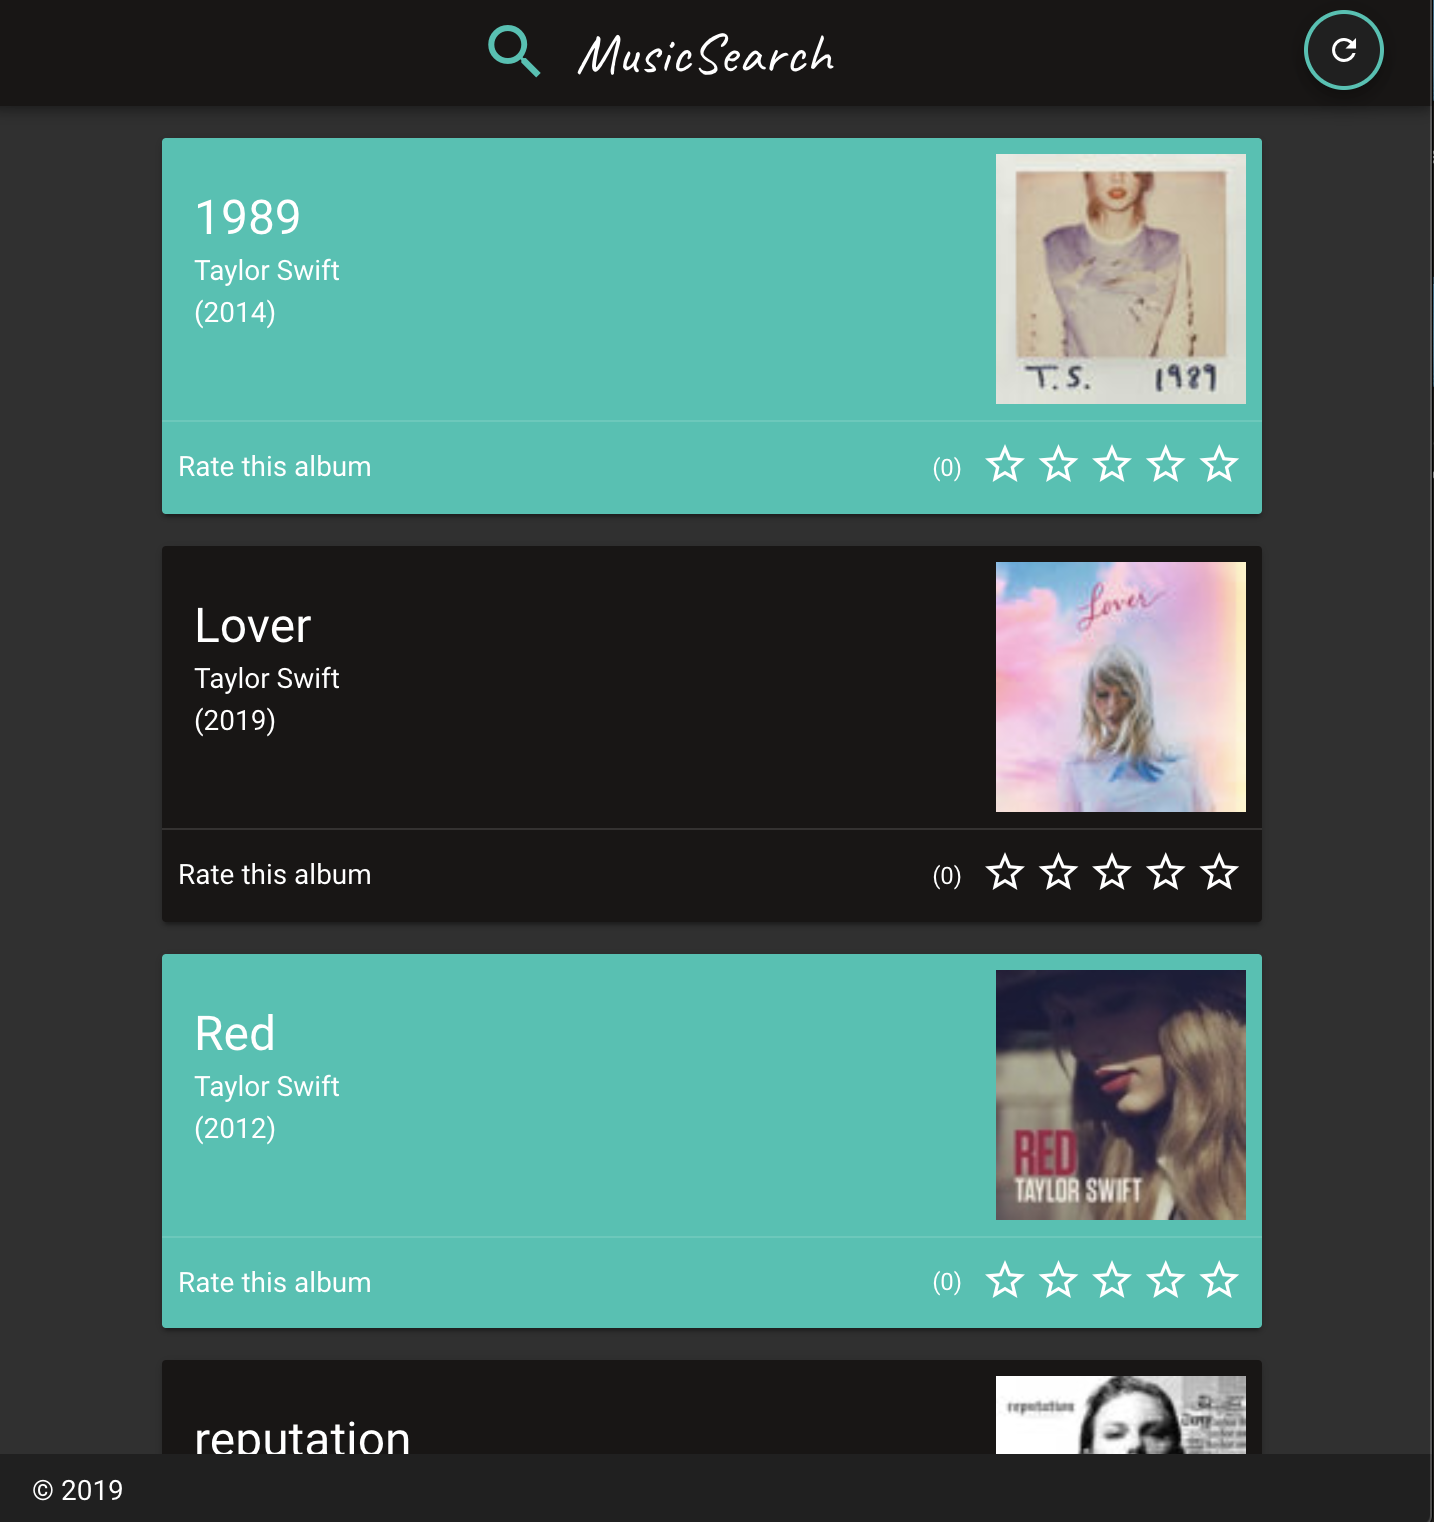 MusicSearch
1989
Taylor Swift
(2014)
T.S. 1989
Rate this album
(0)
Lover
Taylor Swift
(2019)
Lover
Rate this album
(0)
Red
Taylor Swift
(2012)
RED
TAYLOR SWIFT
Rate this album
(0)
reputation
reputation
© 2019